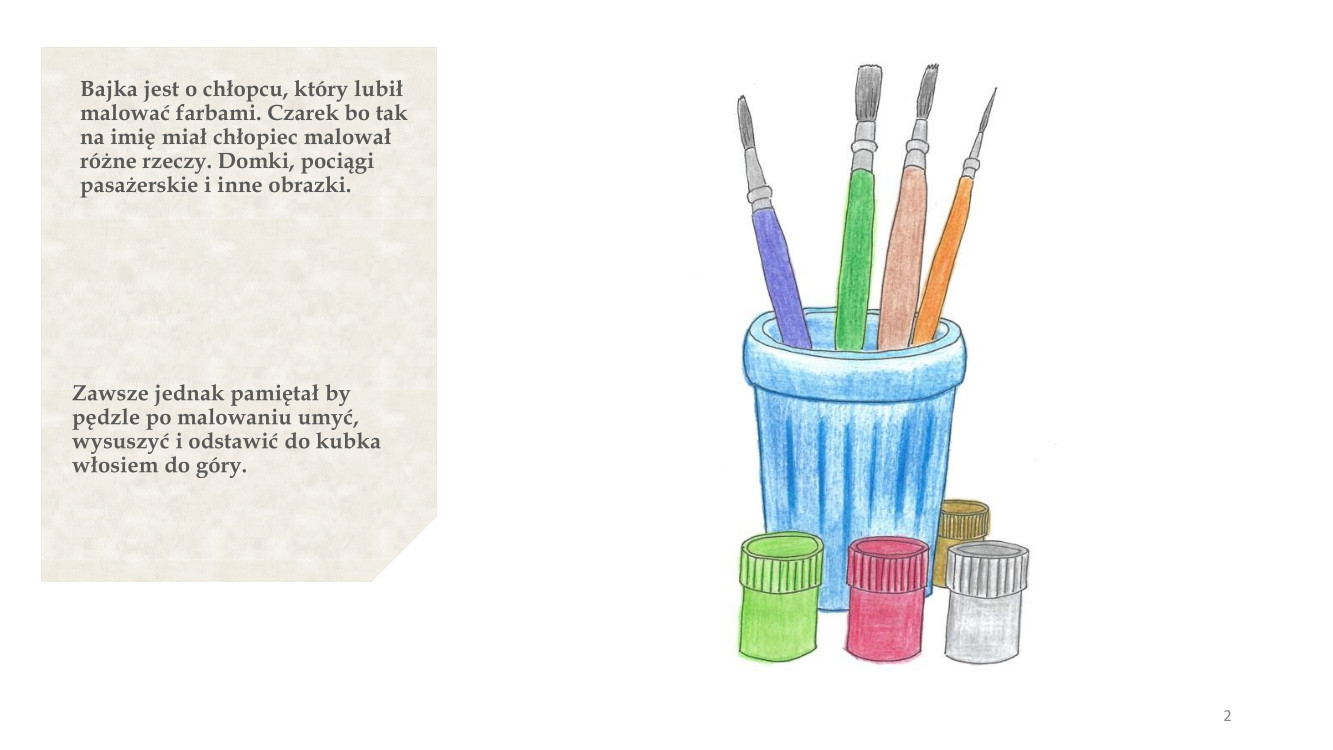 Bajka jest o chłopcu, który lubił
malować farbami. Czarek bo tak
na imię miał chłopiec malował
różne rzeczy. Domki, pociągi
pasażerskie i inne obrazki.
Zawsze jednak pamiętał by
pędzle po malowaniu umyć,
wysuszyć i odstawić do kubka
włosiem do góry.
2